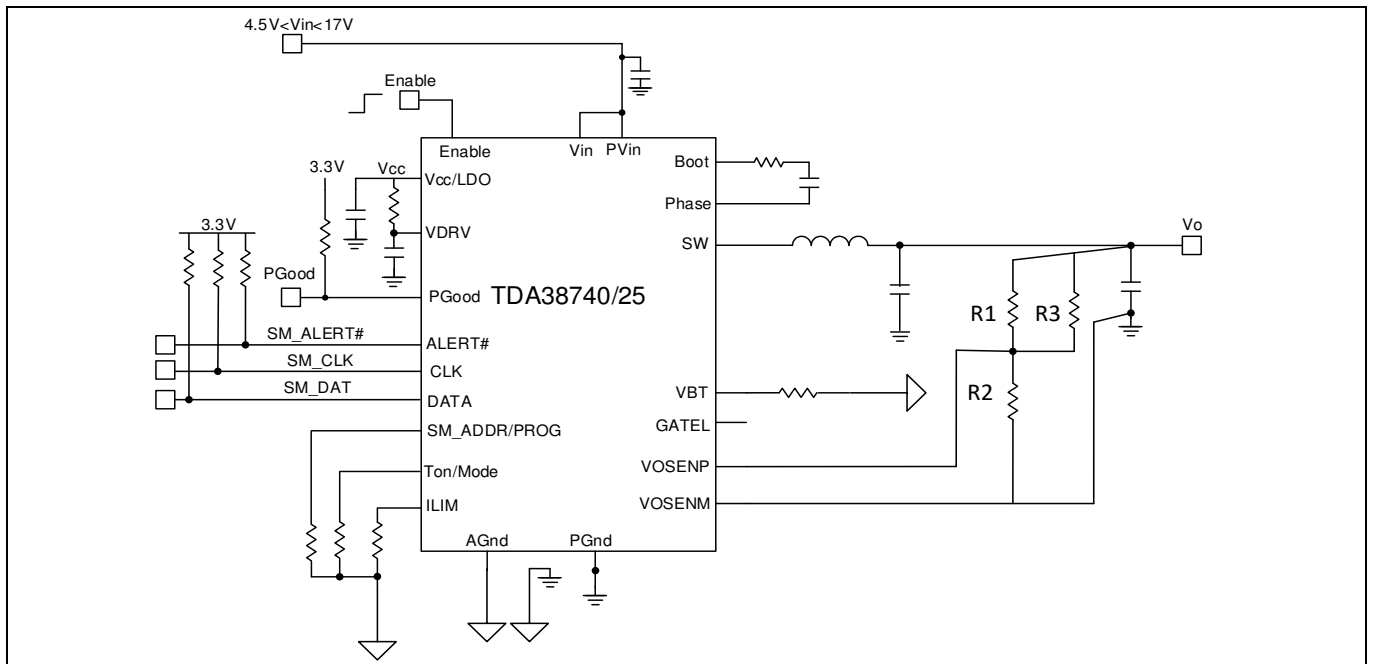 4.5V<Vin<17V
Enable
Enable
Vin
PVin
3.3V
Vcc
Vcc/LDO
Boot
Phase
3.3V
VDRV
SW
Vo
PGood
PGood
TDA38740/25
R1
R3
SM_ALERT#
ALERT#
SM_CLK
CLK
SM_DAT
DATA
VBT
R2
SM_ADDR/PROG
GATEL
Ton/Mode
VOSENP
ILIM
VOSENM
AGnd
PGnd